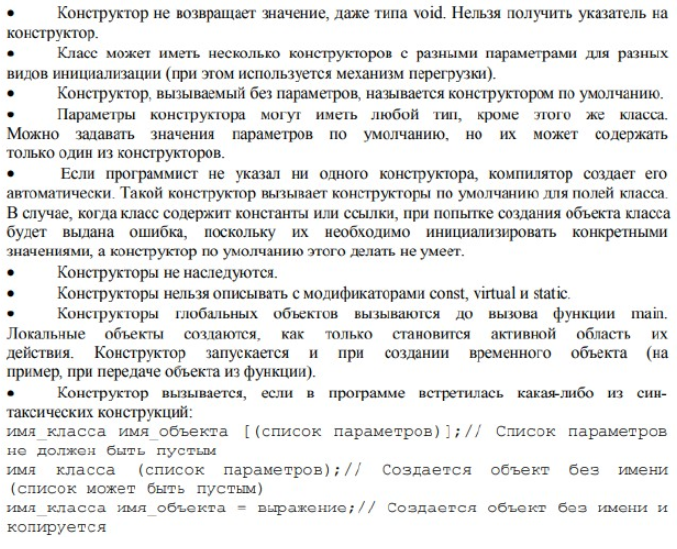 • Конструктор не возвращает значение, даже типа void. Нельзя получить указатель на
конструктор.
• Класс может иметь несколько конструкторов с разными параметрами для разных
видов инициализации (при этом используется механизм перегрузки).
• Конструктор, вызываемый без параметров, называется конструктором по умолчанию.
• Параметры конструктора могут иметь любой тип, кроме этого же класса.
Можно задавать значения параметров по умолчанию, но их может содержать
только один из конструкторов.
• Если программист не указал ни одного конструктора, компилятор создает его
автоматически. Такой конструктор вызывает конструкторы по умолчанию для полей класса.
В случае, когда класс содержит константы или ссылки, при попытке создания объекта класса
будет выдана ошибка, поскольку их необходимо инициализировать конкретными
значениями, а конструктор по умолчанию этого делать не умеет.
• Конструкторы не наследуются.
• Конструкторы нельзя описывать с модификаторами const, virtual и static.
• Конструкторы глобальных объектов вызываются до вызова функции main.
Локальные объекты создаются, как только становится активной область их
действия. Конструктор запускается и при создании временного объекта (на
пример, при передаче объекта из функции).
• Конструктор вызывается, если в программе встретилась какая-либо из син-
таксических конструкций:
имя_класса имя_объекта [(список параметров)];// Список параметров
не должен быть пустым
имя класса (список параметров);// Создается объект без имени
(список может быть пустым)
имя_класса имя_объекта = выражение;// Создается объект без имени и
копируется